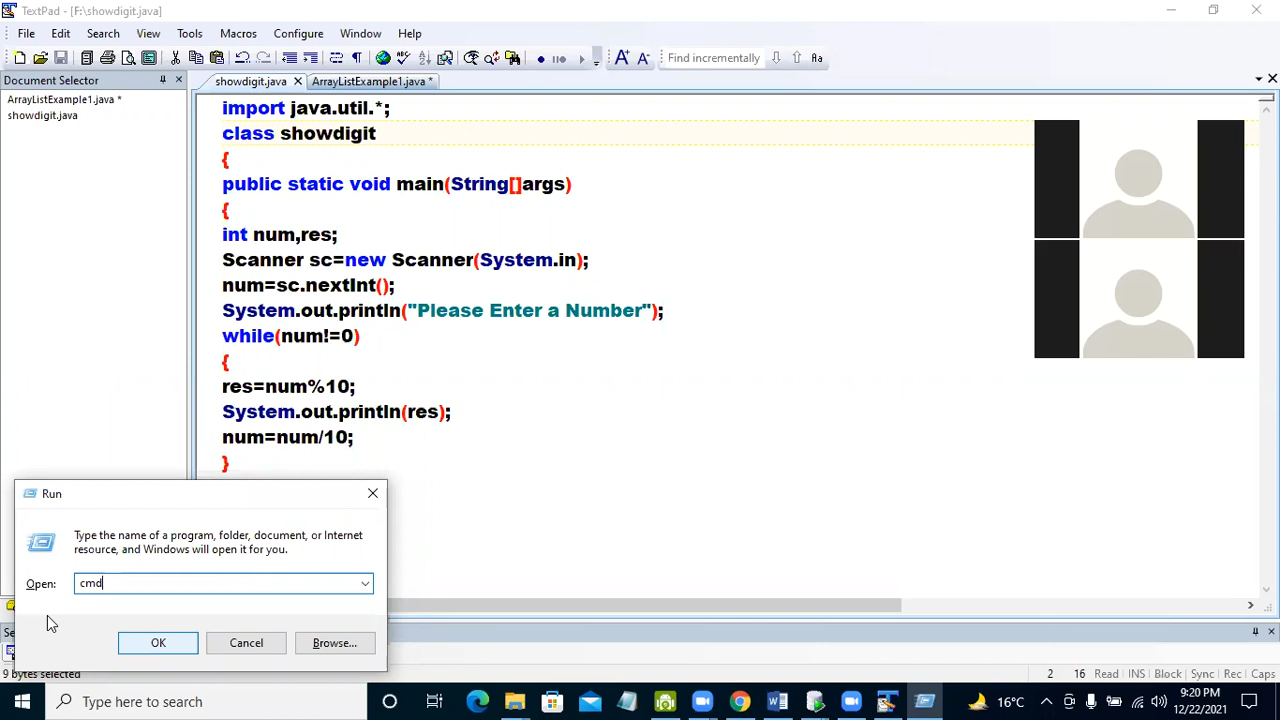 TextPad - [F:\showdigit.java]
File Edit Search View Tools Macros Configure Window Help
Find incrementally Aa
Document Selector
showdigit.java
ArrayListExample1.java *
ArrayListExample1.java *
showdigit.java
import java.util.*;
class showdigit
{
public static void main(String[]args)
{
int num,res;
Scanner sc=new Scanner(System.in);
num=sc.nextInt();
System.out.println("Please Enter a Number");
while(num!=0)
{
res=num%10;
System.out.println(res);
num=num/10;
}
Run
Type the name of a program, folder, document, or Internet
resource, and Windows will open it for you.
Open: cmd
OK Cancel Browse...
9 bytes selected
2 16 Read INS Block Sync Rec Caps
Type here to search
16°C
9:20 PM
12/22/2021